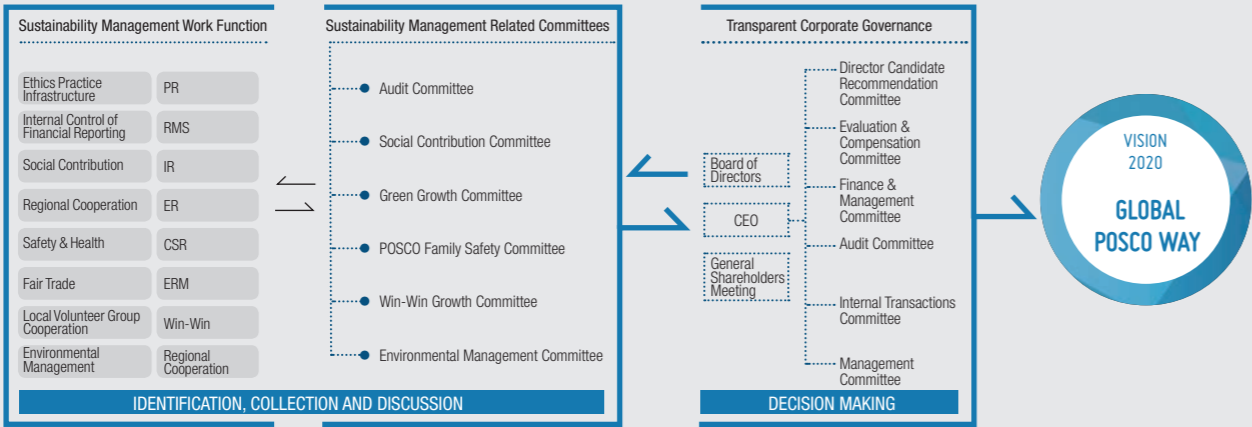 Sustainability Management Work Function
Ethics Practice
Infrastructure
PR
Internal Control of
Financial Reporting
RMS
Social Contribution
IR
Regional Cooperation
ER
Safety & Health
CSR
Fair Trade
ERM
Local Volunteer Group
Cooperation
Win-Win
Environmental
Management
Regional
Cooperation
Sustainability Management Related Committees
Audit Committee
Social Contribution Committee
Green Growth Committee
POSCO Family Safety Committee
Win-Win Growth Committee
Environmental Management Committee
IDENTIFICATION, COLLECTION AND DISCUSSION
Transparent Corporate Governance
Board of
Directors
CEO
General
Shareholders
Meeting
Director Candidate
Recommendation
Committee
Evaluation &
Compensation
Committee
Finance &
Management
Committee
Audit Committee
Internal Transactions
Committee
Management
Committee
DECISION MAKING
VISION
2020
GLOBAL
POSCO WAY